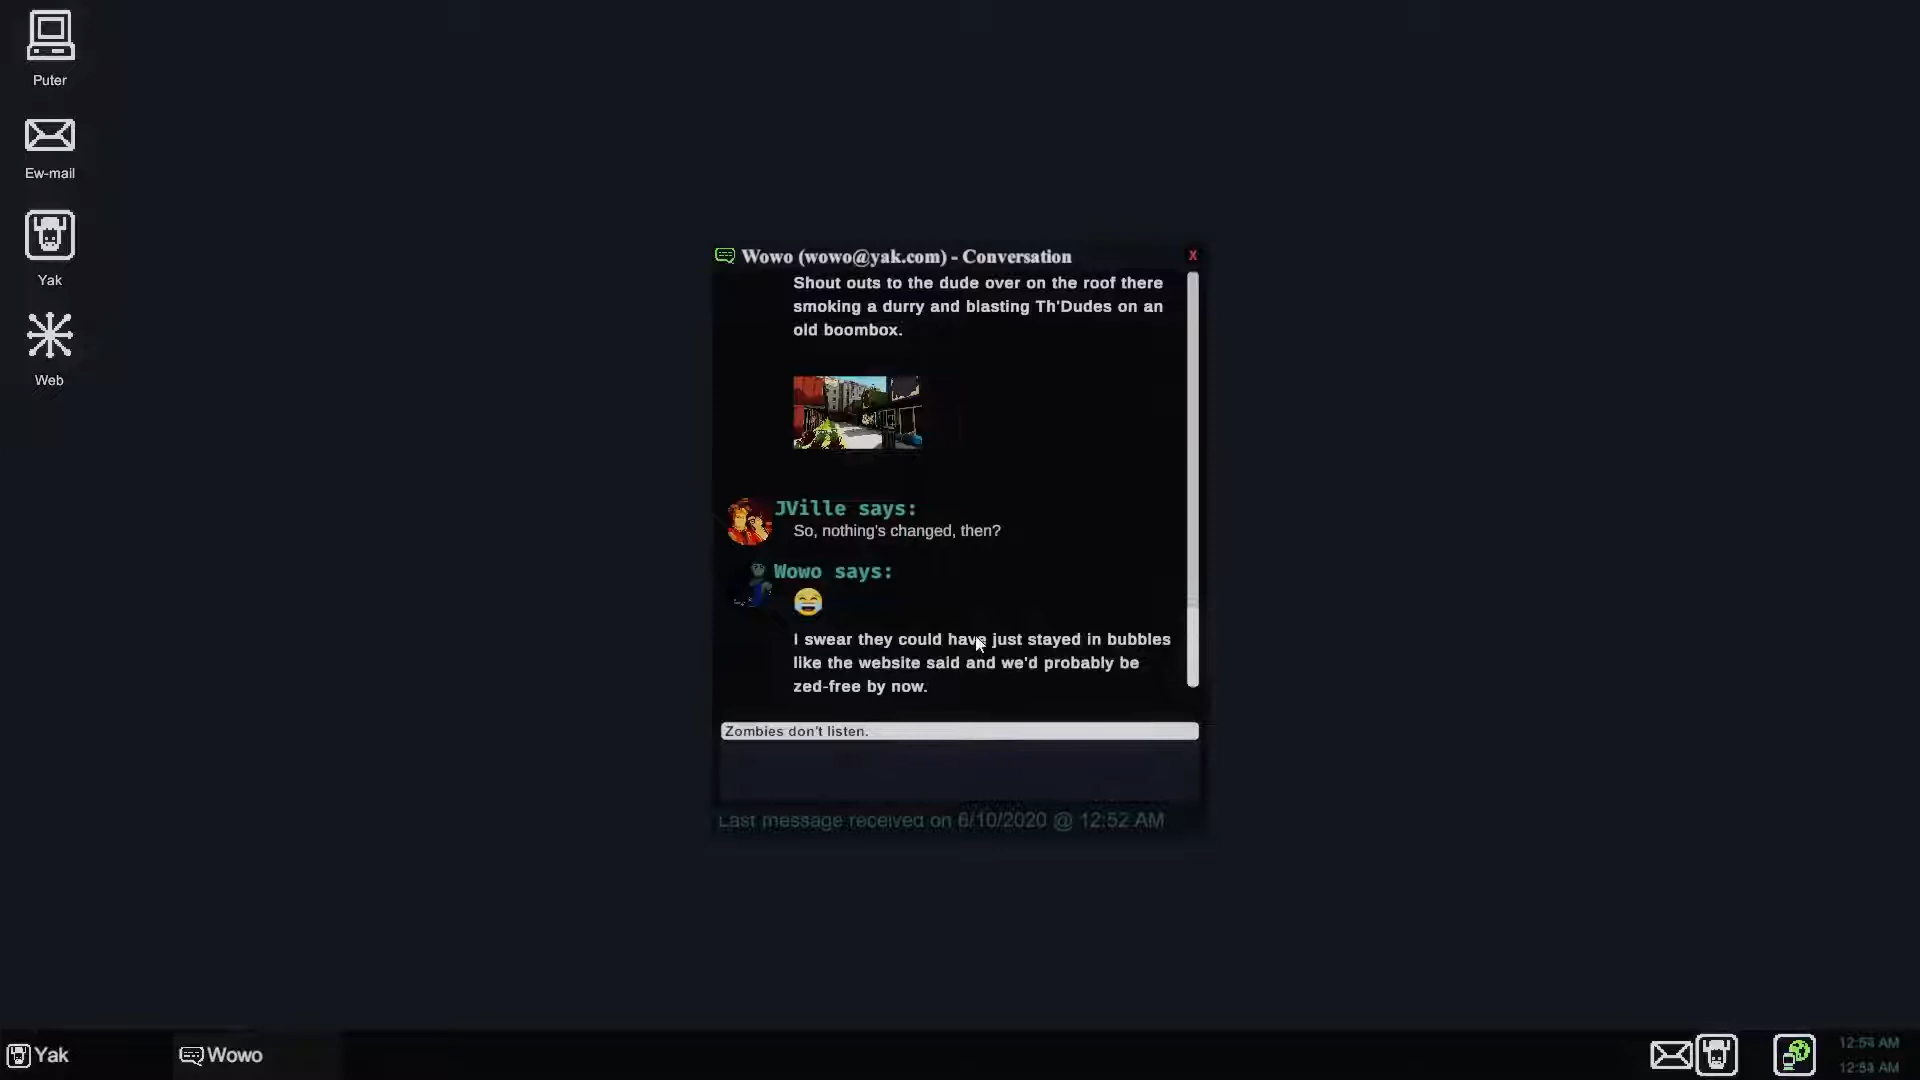 Puter
Ew-mail
Yak
Web
Wowo (wowo@yak.com) - Conversation
X
Shout outs to the dude over on the roof there
smoking a durry and blasting Th'Dudes on an
old boombox.
JVille says:
So, nothing's changed, then?
Wowo says:
I swear they could have just stayed in bubbles
like the website said and we'd probably be
zed-free by now.
Zombies don't listen.
Last message received on 6/10/2020 @ 12:52 AM
Yak
Wowo
AM
AM